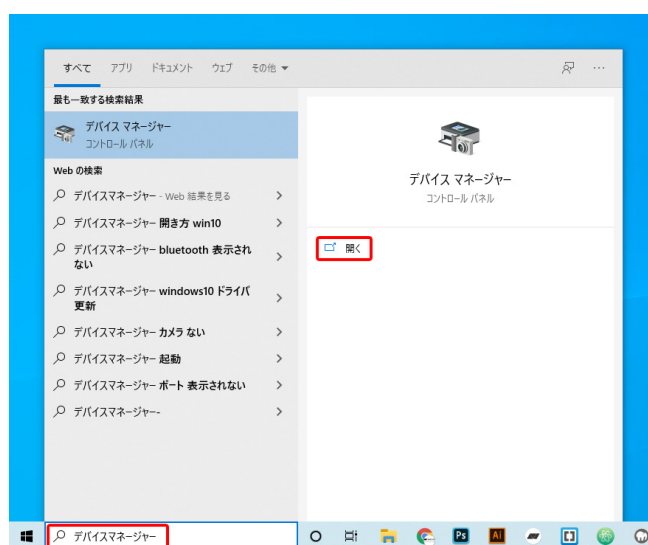 すべて アプリ ドキュメント ウェブ その他
最も一致する検索結果
デバイス マネージャー
コントロール パネル
Web の検索
デバイスマネージャー - Web 結果を見る
デバイスマネージャー 開き方 win10
デバイスマネージャー bluetooth 表示され
ない
デバイスマネージャー windows10 ドライバ
更新
デバイスマネージャー カメラ ない
デバイスマネージャー 起動
デバイスマネージャー ポート 表示されない
デバイスマネージャー-
デバイス マネージャー
コントロール パネル
開く
デバイスマネージャー
Ps
Ai